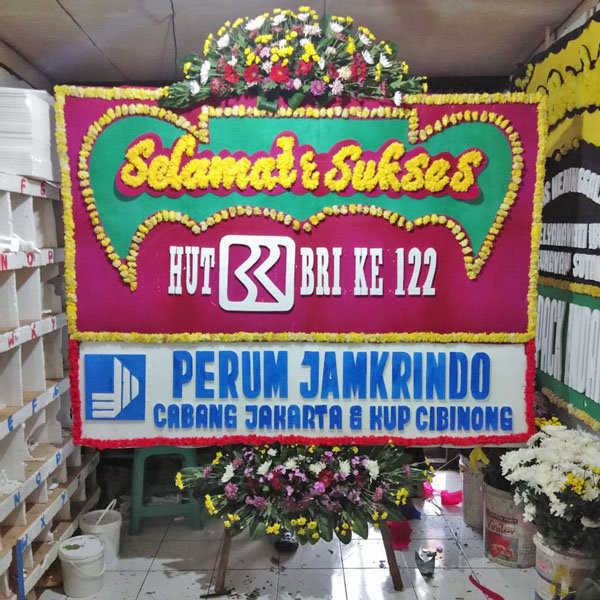 Selamat & Sukses
HUT BRI KE 122
PERUM JAMKRINDO
CABANG JAKARTA & KUP CIBINONG